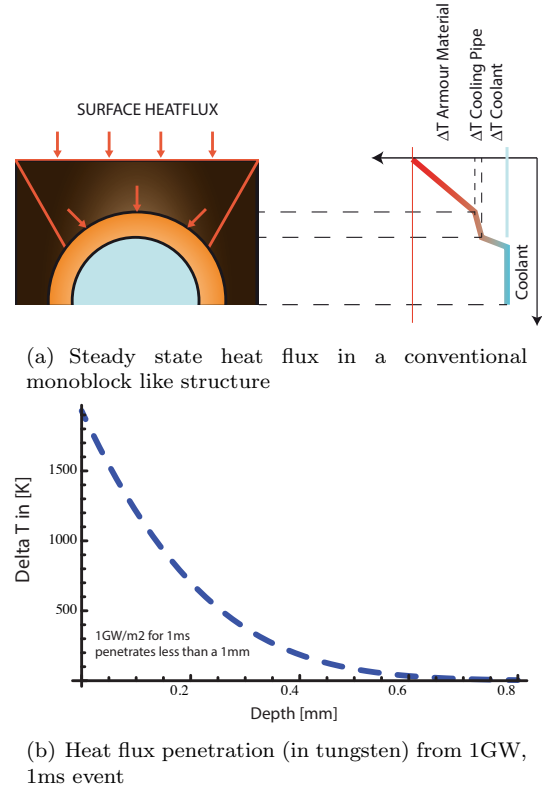 SURFACE HEATFLUX
ΔT Armour Material
ΔT Cooling Pipe
ΔT Coolant
Coolant
(a) Steady state heat flux in a conventional
monoblock like structure
Delta T in [K]
1500
1000
500
1GW/m2 for 1ms
penetrates less than a 1mm
0.2
0.4
0.6
0.8
Depth [mm]
(b) Heat flux penetration (in tungsten) from 1GW,
1ms event